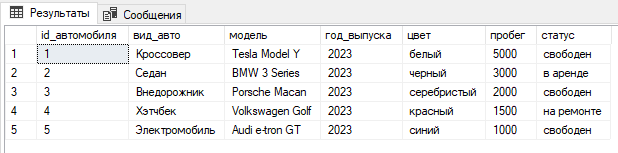 Результаты Сообщения
id_автомобиля вид_авто модель год_выпуска цвет пробег статус
1 1 Кроссовер Tesla Model Y 2023 белый 5000 свободен
2 2 Седан BMW 3 Series 2023 черный 3000 в аренде
3 3 Внедорожник Porsche Macan 2023 серебристый 2000 свободен
4 4 Хэтчбек Volkswagen Golf 2023 красный 1500 на ремонте
5 5 Электромобиль Audi e-tron GT 2023 синий 1000 свободен